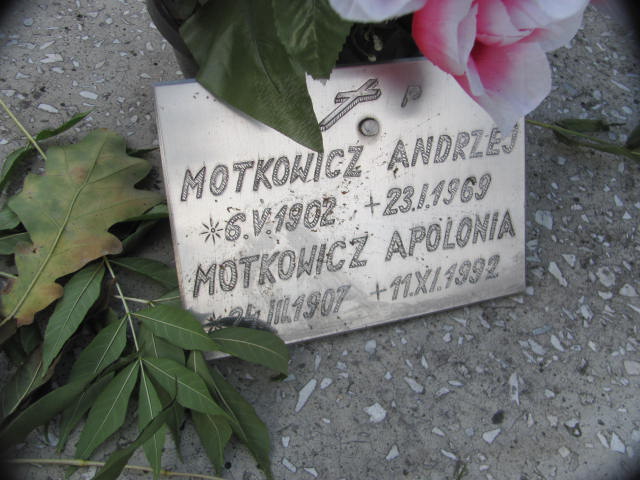 P
MOTKOWICZ ANDRZEJ
*6.V.1902 +23.I.1969
MOTKOWICZ APOLONIA
III.1907 +11.XI.1992